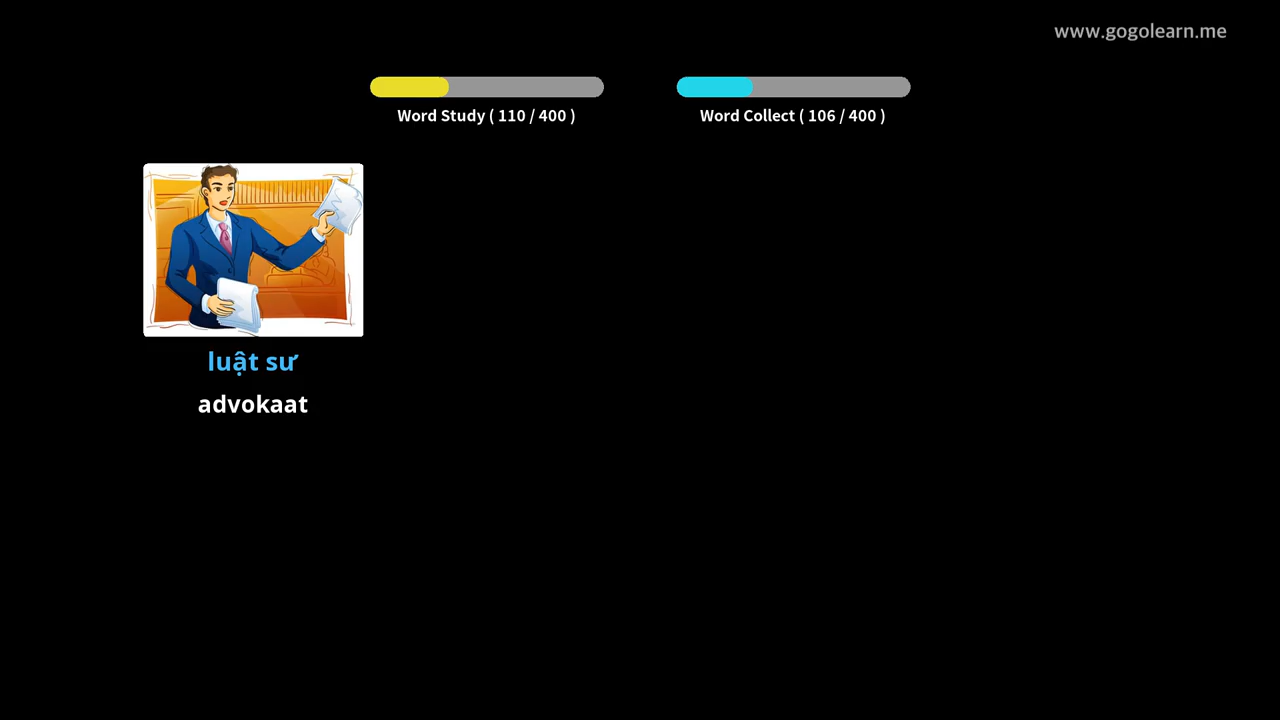 www.gogolearn.me
Word Study ( 110 / 400 )
Word Collect ( 106 / 400 )
luật sư
advokaat